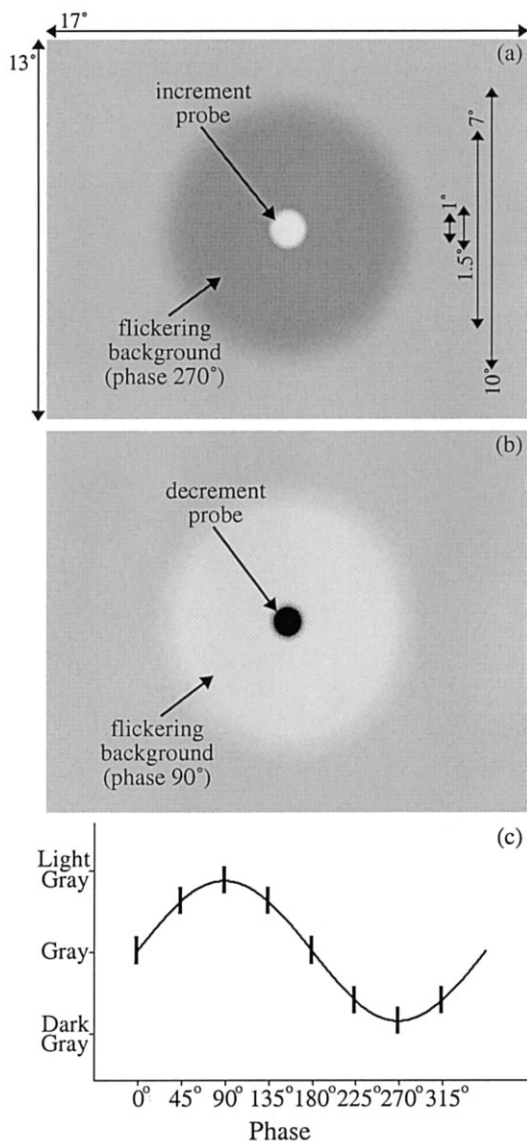 17°
13°
(a)
increment
probe
7°
1°
1.5°
10°
flickering
background
(phase 270°)
(b)
decrement
probe
flickering
background
(phase 90°)
(c)
Light
Gray
Gray
Dark
Gray
0° 45° 90° 135° 180° 225° 270° 315°
Phase